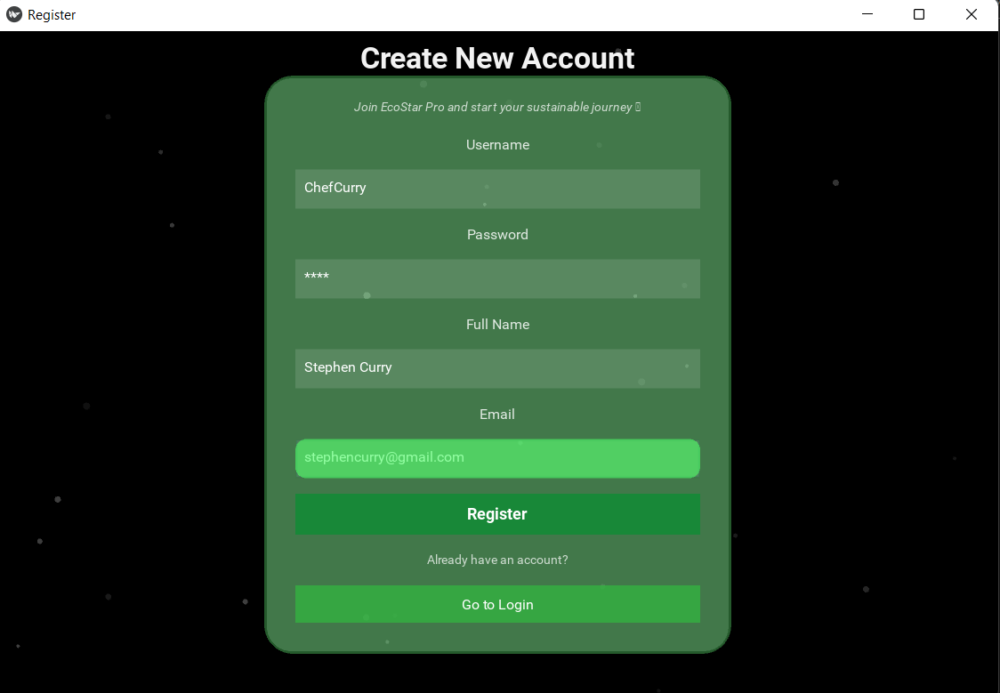 Register
Create New Account
Join EcoStar Pro and start your sustainable journey
Username
ChefCurry
Password
****
Full Name
Stephen Curry
Email
stephencurry@gmail.com
Register
Already have an account?
Go to Login